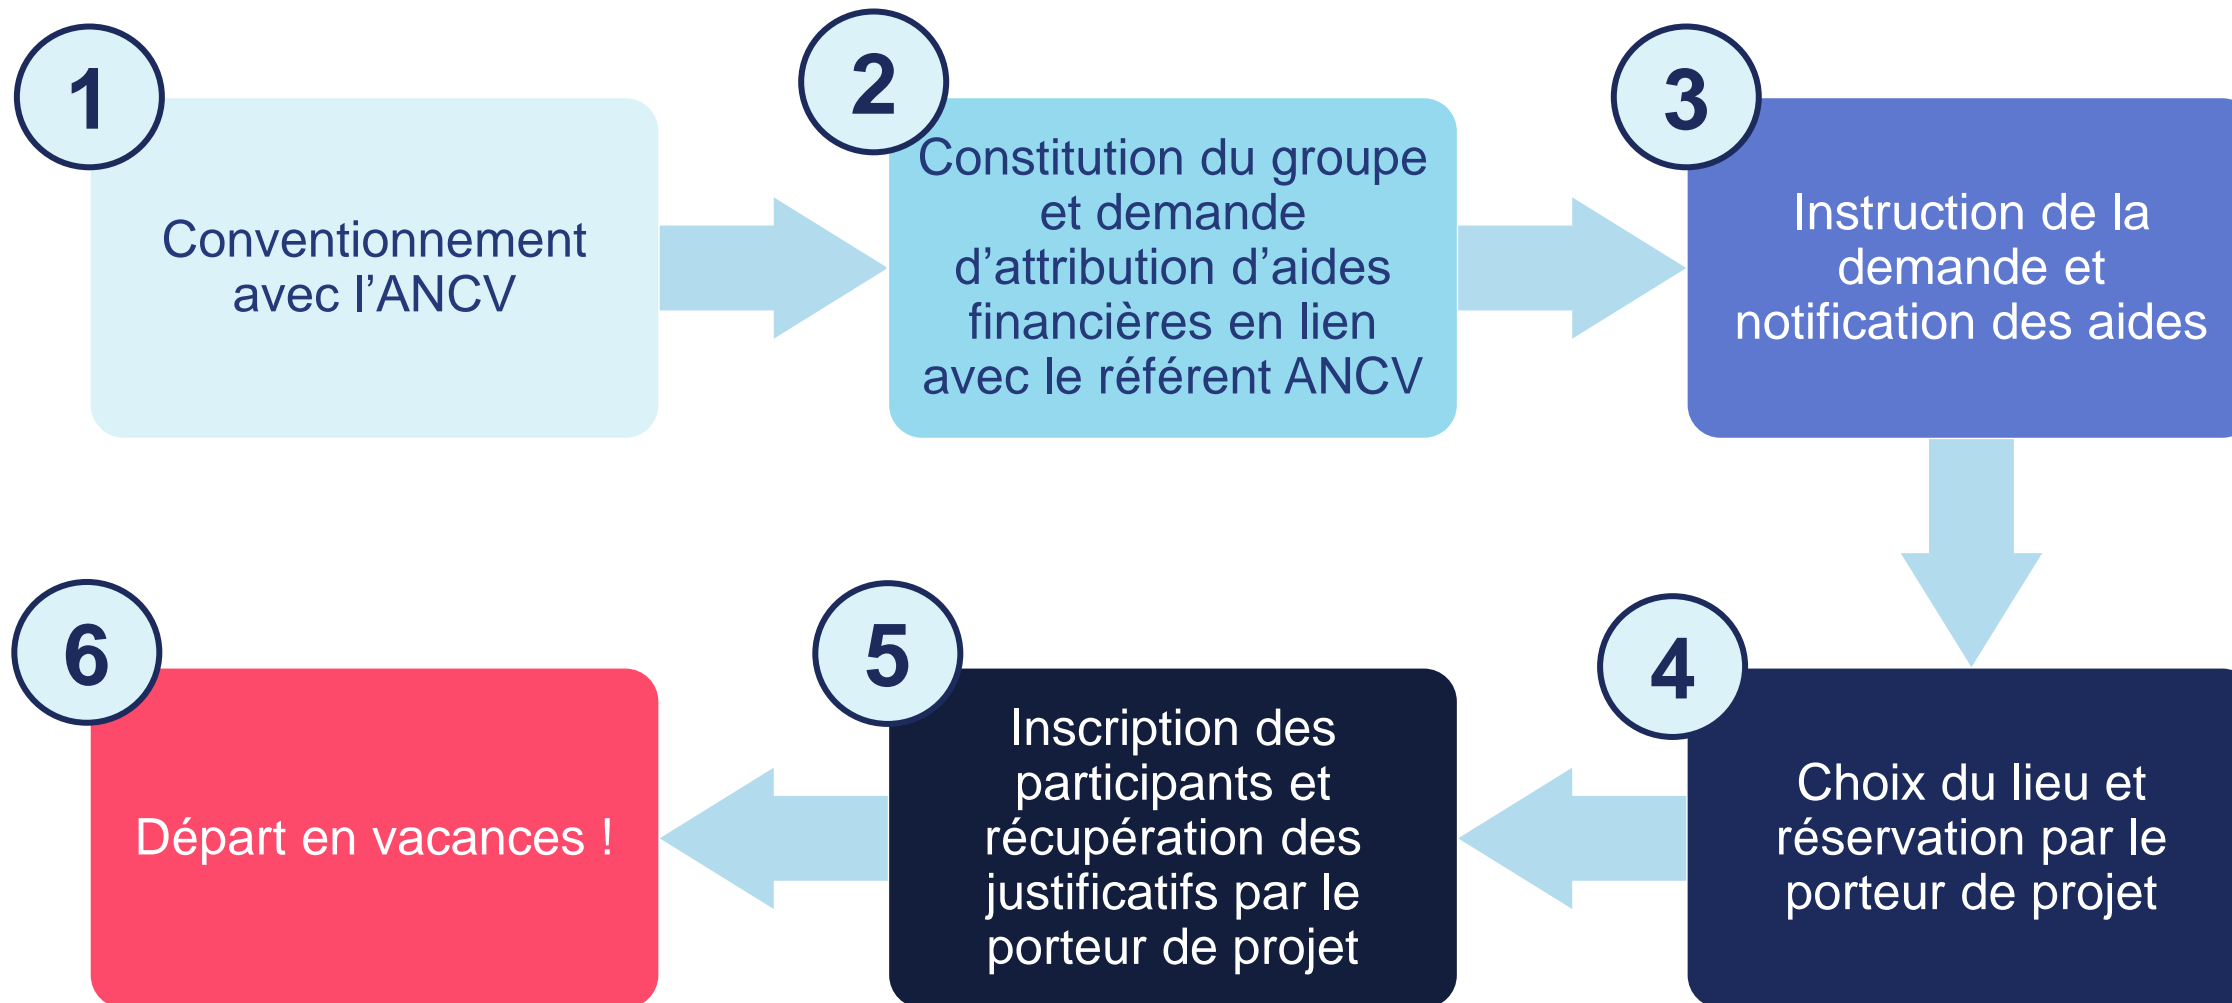 1
Conventionnement
avec l’ANCV
2
Constitution du groupe
et demande
d’attribution d’aides
financières en lien
avec le référent ANCV
3
Instruction de la
demande et
notification des aides
4
Choix du lieu et
réservation par le
porteur de projet
5
Inscription des
participants et
récupération des
justificatifs par le
porteur de projet
6
Départ en vacances !